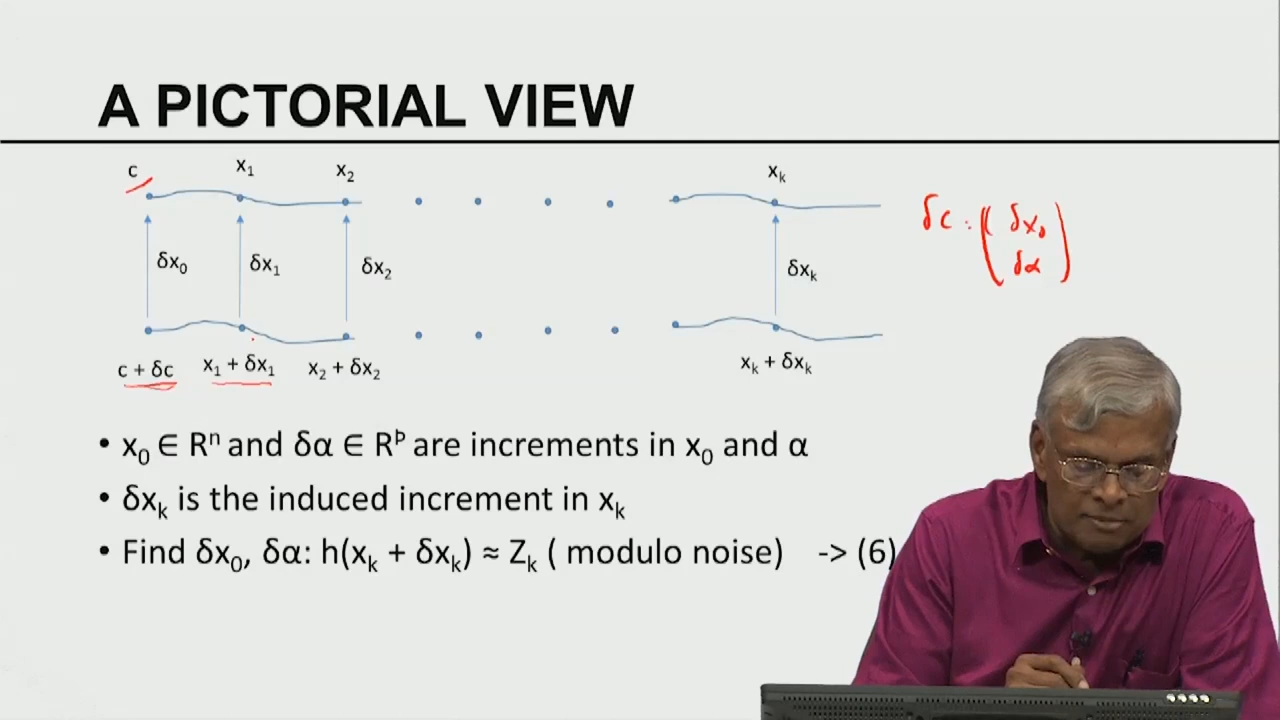 A PICTORIAL VIEW
c x₁ x₂ xₖ
δc : ( δx₀
δα )
δx₀ δx₁ δx₂ δxₖ
c + δc x₁ + δx₁ x₂ + δx₂ xₖ + δxₖ
• x₀ ∈ Rⁿ and δα ∈ Rᵖ are increments in x₀ and α
• δxₖ is the induced increment in xₖ
• Find δx₀, δα: h(xₖ + δxₖ) ≈ Zₖ ( modulo noise) -> (6)